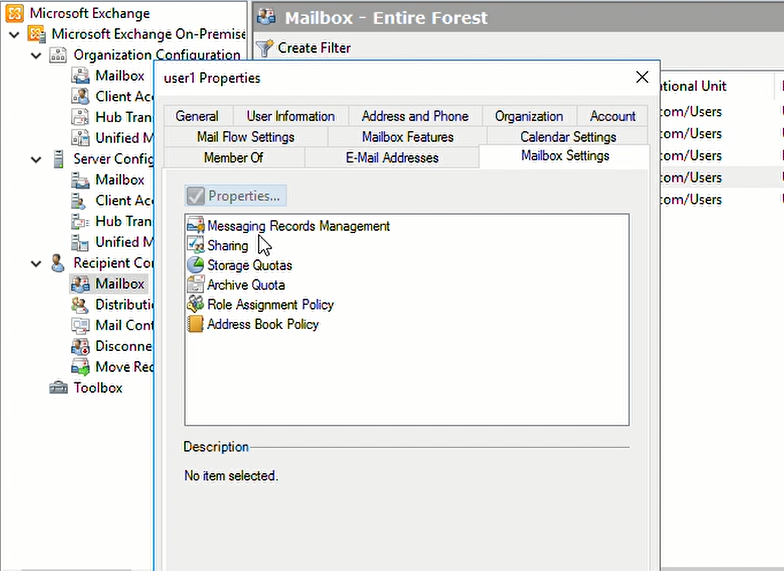 Microsoft Exchange
Microsoft Exchange On-Premise
Organization Configuration
Mailbox
Client Acc
Hub Tran
Unified M
Server Config
Mailbox
Client Acc
Hub Tran
Unified M
Recipient Co
Mailbox
Distributi
Mail Cont
Disconne
Move Rec
Toolbox
Mailbox - Entire Forest
Create Filter
user1 Properties
General User Information Address and Phone Organization Account
Mail Flow Settings Mailbox Features Calendar Settings
Member Of E-Mail Addresses Mailbox Settings
Properties...
Messaging Records Management
Sharing
Storage Quotas
Archive Quota
Role Assignment Policy
Address Book Policy
Description
No item selected.
ational Unit
com/Users
com/Users
com/Users
com/Users
com/Users